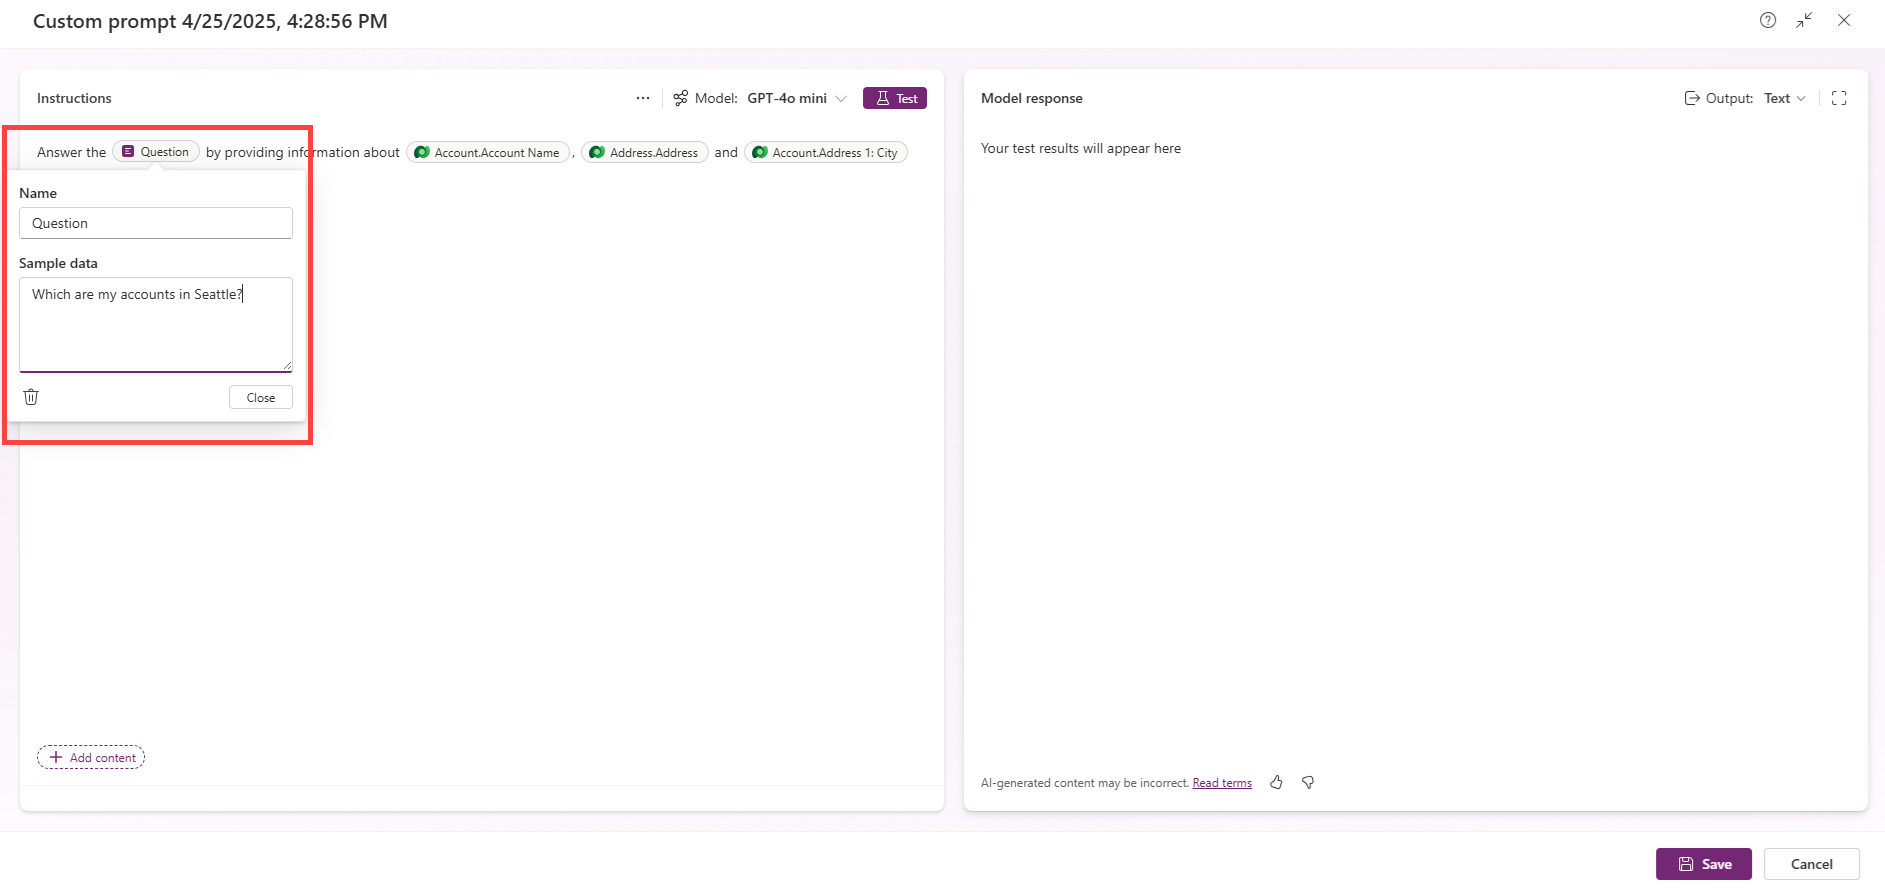 Custom prompt 4/25/2025, 4:28:56 PM
Instructions
Model: GPT-4o mini
Test
Answer the Question by providing information about Account.Account Name , Address.Address and Account.Address 1: City
Name
Question
Sample data
Which are my accounts in Seattle?
Close
Add content
Model response
Output: Text
Your test results will appear here
AI-generated content may be incorrect. Read terms
Save
Cancel